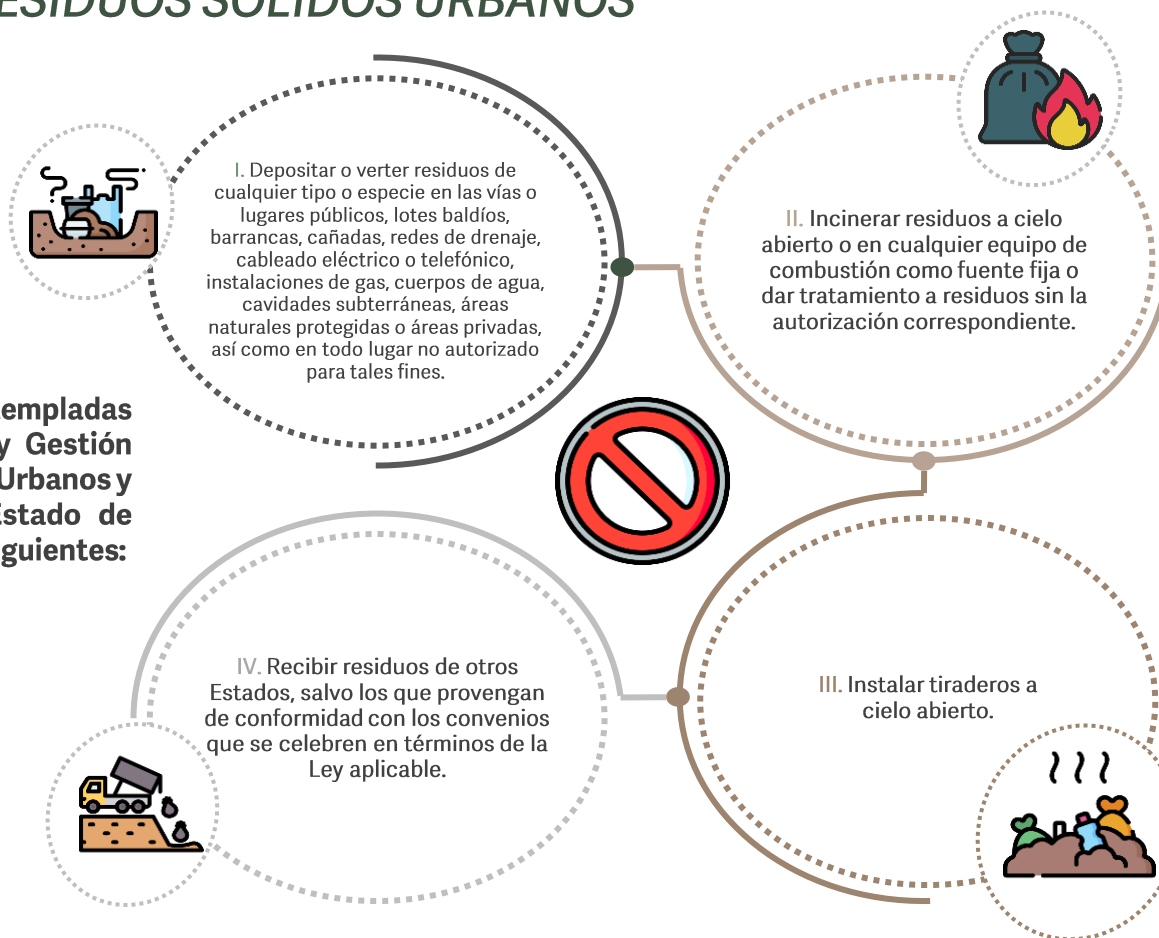 ESIDUOS SÓLIDOS URBANOS
I. Depositar o verter residuos de
cualquier tipo o especie en las vías o
lugares públicos, lotes baldíos,
barrancas, cañadas, redes de drenaje,
cableado eléctrico o telefónico,
instalaciones de gas, cuerpos de agua,
cavidades subterráneas, áreas
naturales protegidas o áreas privadas,
así como en todo lugar no autorizado
para tales fines.
II. Incinerar residuos a cielo
abierto o en cualquier equipo de
combustión como fuente fija o
dar tratamiento a residuos sin la
autorización correspondiente.
empladas
y Gestión
Urbanos y
Estado de
guientes:
IV. Recibir residuos de otros
Estados, salvo los que provengan
de conformidad con los convenios
que se celebren en términos de la
Ley aplicable.
III. Instalar tiraderos a
cielo abierto.